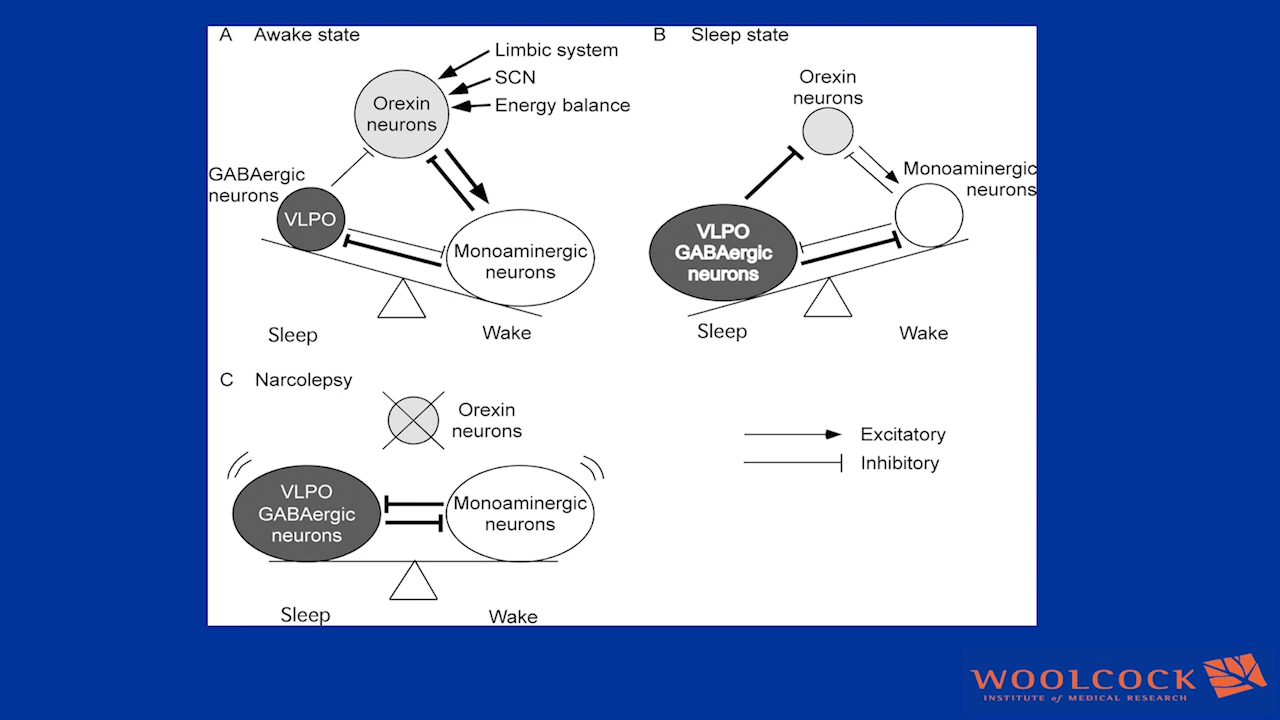 A Awake state
Limbic system
SCN
Energy balance
Orexin
neurons
GABAergic
neurons
VLPO
Monoaminergic
neurons
Sleep
Wake
B Sleep state
Orexin
neurons
Monoaminergic
neurons
VLPO
GABAergic
neurons
Sleep
Wake
C Narcolepsy
Orexin
neurons
VLPO
GABAergic
neurons
Monoaminergic
neurons
Sleep
Wake
Excitatory
Inhibitory
WOOLCOCK
INSTITUTE of MEDICAL RESEARCH